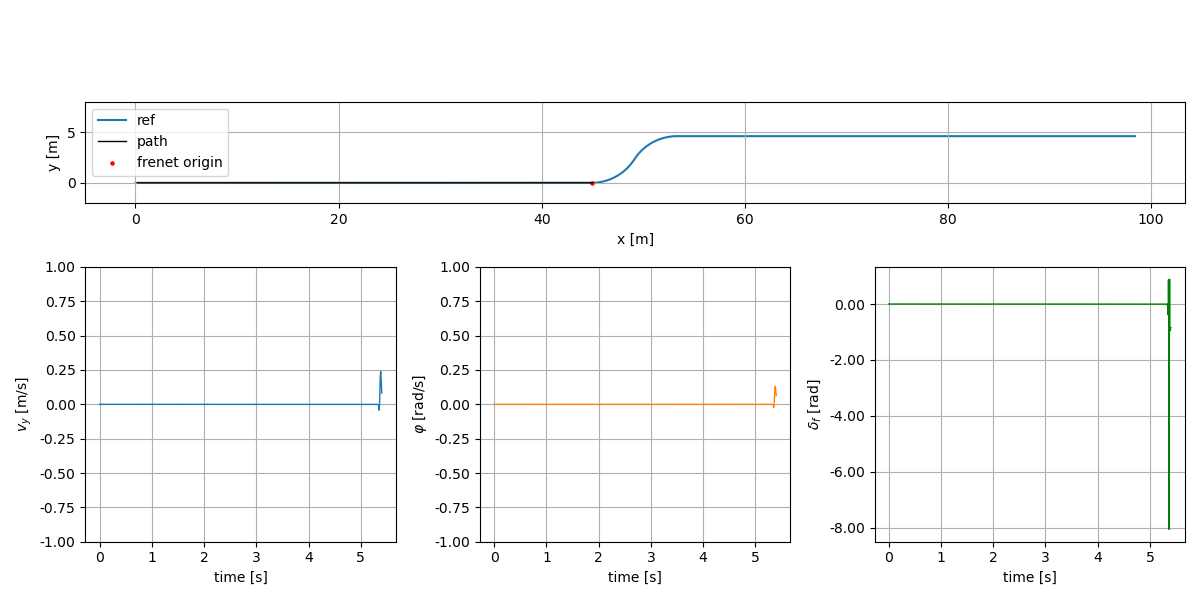 ref
path
frenet origin
y [m]
5
0
0 20 40 60 80 100
x [m]
1.00
0.75
0.50
0.25
0.00
-0.25
-0.50
-0.75
-1.00
v_y [m/s]
0 1 2 3 4 5
time [s]
1.00
0.75
0.50
0.25
0.00
-0.25
-0.50
-0.75
-1.00
φ [rad/s]
0 1 2 3 4 5
time [s]
0.00
-2.00
-4.00
-6.00
-8.00
δ_f [rad]
0 1 2 3 4 5
time [s]